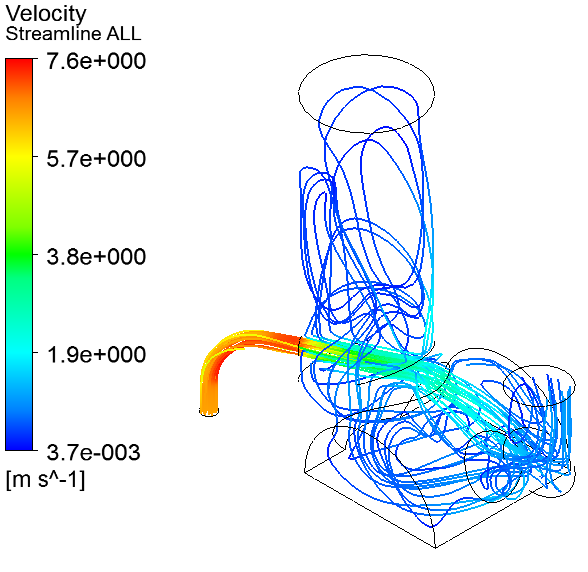 Velocity
Streamline ALL
7.6e+000
5.7e+000
3.8e+000
1.9e+000
3.7e-003
[m s^-1]